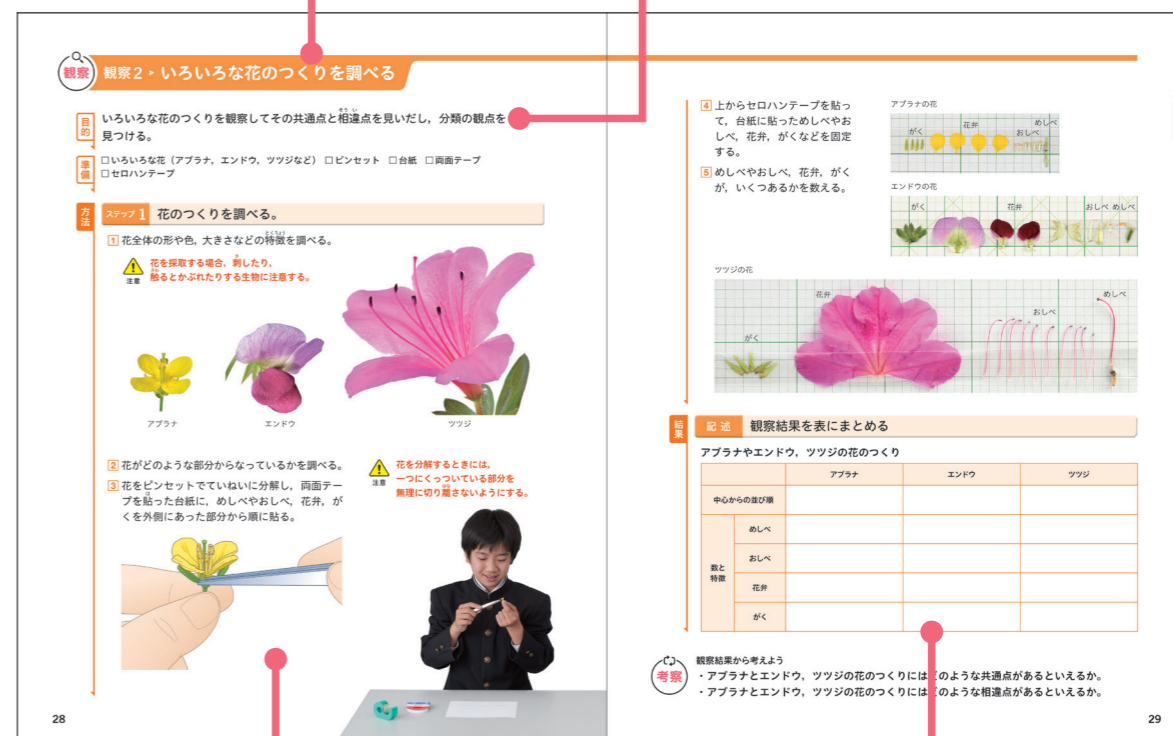 観察
観察2 ▸ いろいろな花のつくりを調べる
目的
いろいろな花のつくりを観察してその共通点と相違点を見いだし，分類の観点を
見つける。
準備
□いろいろな花（アブラナ，エンドウ，ツツジなど）□ピンセット □台紙 □両面テープ
□セロハンテープ
方法
ステップ 1 花のつくりを調べる。
1 花全体の形や色，大きさなどの特徴を調べる。
注意
花を採取する場合，刺したり，
触るとかぶれたりする生物に注意する。
アブラナ
エンドウ
ツツジ
2 花がどのような部分からなっているかを調べる。
3 花をピンセットでていねいに分解し，両面テー
プを貼った台紙に，めしべやおしべ，花弁，が
くを外側にあった部分から順に貼る。
注意
花を分解するときには，
一つにくっついている部分を
無理に切り離さないようにする。
28
4 上からセロハンテープを貼っ
て，台紙に貼っためしべやお
しべ，花弁，がくなどを固定
する。
5 めしべやおしべ，花弁，がく
が，いくつあるかを数える。
アブラナの花
がく 花弁 おしべ めしべ
エンドウの花
がく 花弁 おしべ めしべ
ツツジの花
がく 花弁 おしべ めしべ
結果
記 述 観察結果を表にまとめる
アブラナやエンドウ，ツツジの花のつくり
アブラナ エンドウ ツツジ
中心からの並び順
数と
特徴
めしべ
おしべ
花弁
がく
考察
観察結果から考えよう
・アブラナとエンドウ，ツツジの花のつくりにはどのような共通点があるといえるか。
・アブラナとエンドウ，ツツジの花のつくりにはどのような相違点があるといえるか。
29